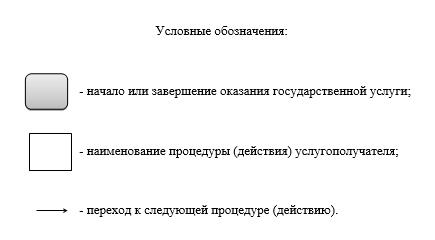 Условные обозначения:
- начало или завершение оказания государственной услуги;
- наименование процедуры (действия) услугополучателя;
- переход к следующей процедуре (действию).